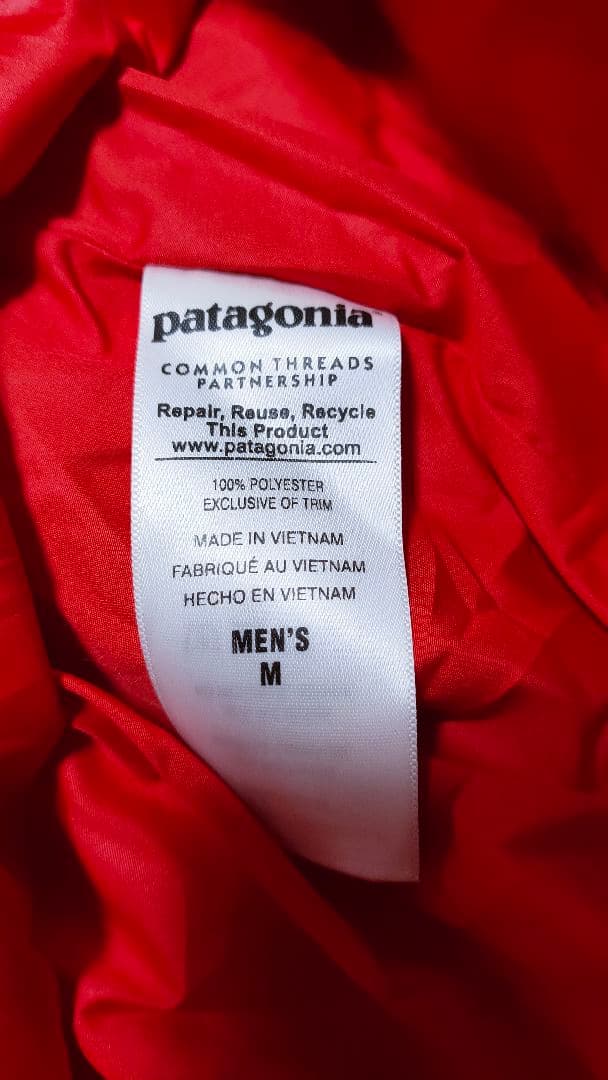 patagonia
COMMON THREADS
PARTNERSHIP
Repair, Reuse, Recycle
This Product
www.patagonia.com
100% POLYESTER
EXCLUSIVE OF TRIM
MADE IN VIETNAM
FABRIQUÉ AU VIETNAM
HECHO EN VIETNAM
MEN'S
M